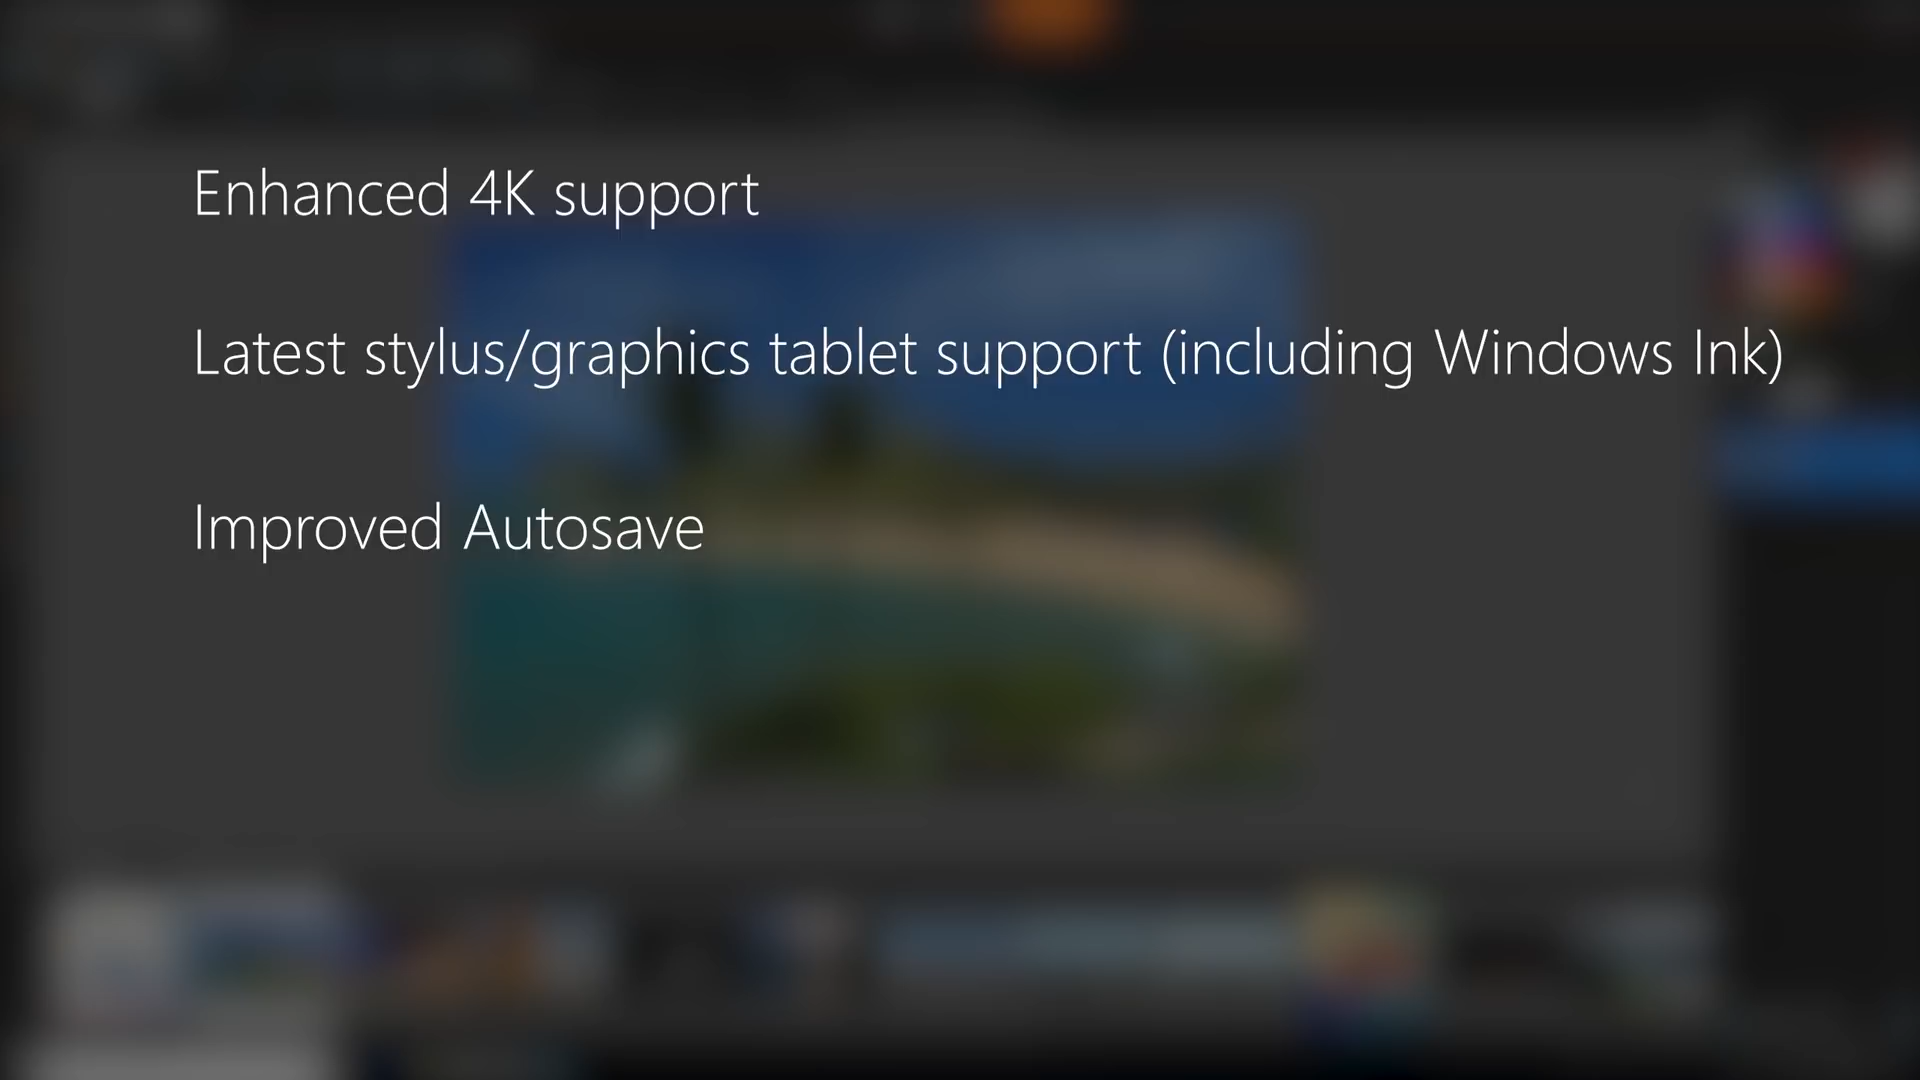 Enhanced 4K support
Latest stylus/graphics tablet support (including Windows Ink)
Improved Autosave